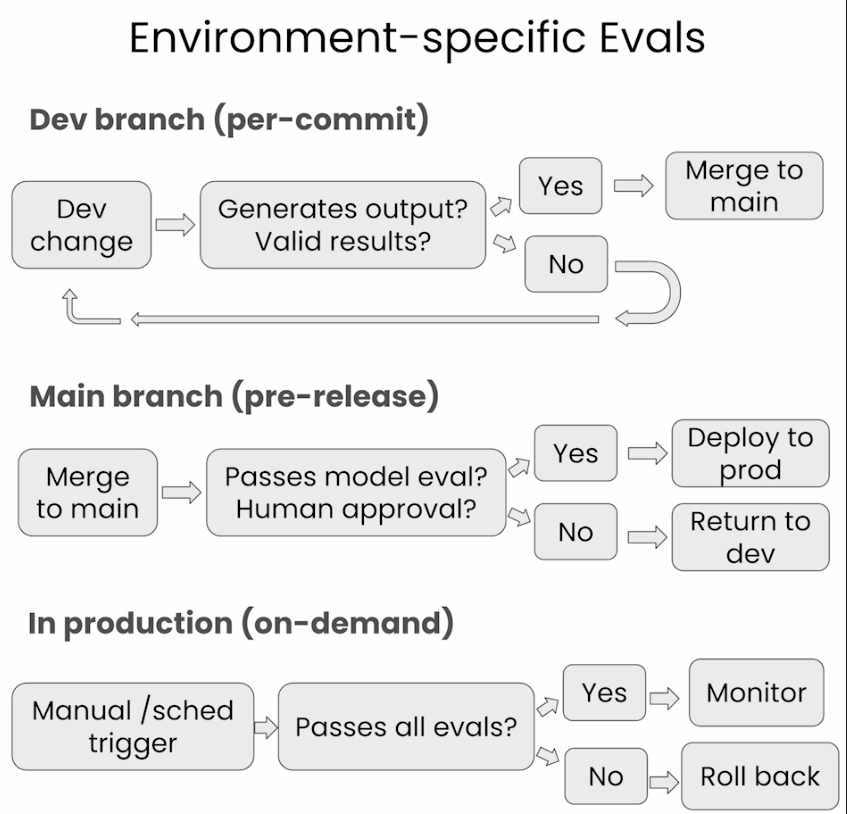 Environment-specific Evals
Dev branch (per-commit)
Dev
change
Generates output?
Valid results?
Yes
Merge to
main
No
Main branch (pre-release)
Merge
to main
Passes model eval?
Human approval?
Yes
Deploy to
prod
No
Return to
dev
In production (on-demand)
Manual /sched
trigger
Passes all evals?
Yes
Monitor
No
Roll back